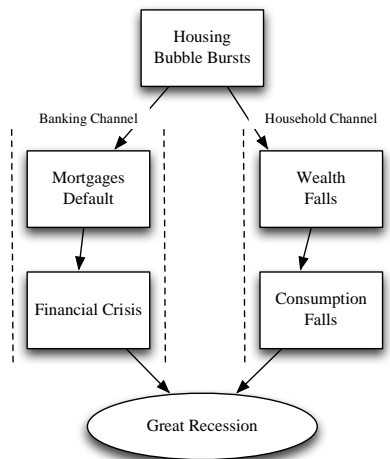 Housing
Bubble Bursts
Banking Channel
Household Channel
Mortgages
Default
Wealth
Falls
Financial Crisis
Consumption
Falls
Great Recession